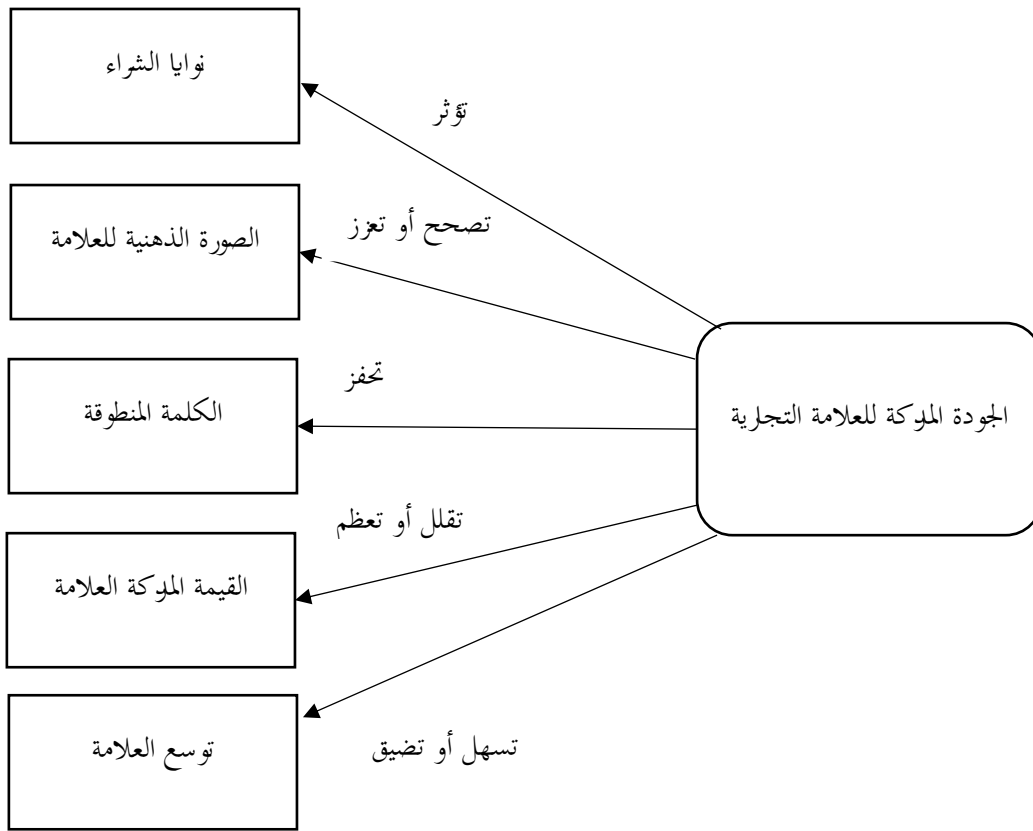 نوايا الشراء
تؤثر
تصحح أو تعزز
الصورة الذهنية للعلامة
تحفز
الكلمة المنطوقة
الجودة المدركة للعلامة التجارية
تقلل أو تعظم
القيمة المدركة العلامة
تسهل أو تضيق
توسع العلامة